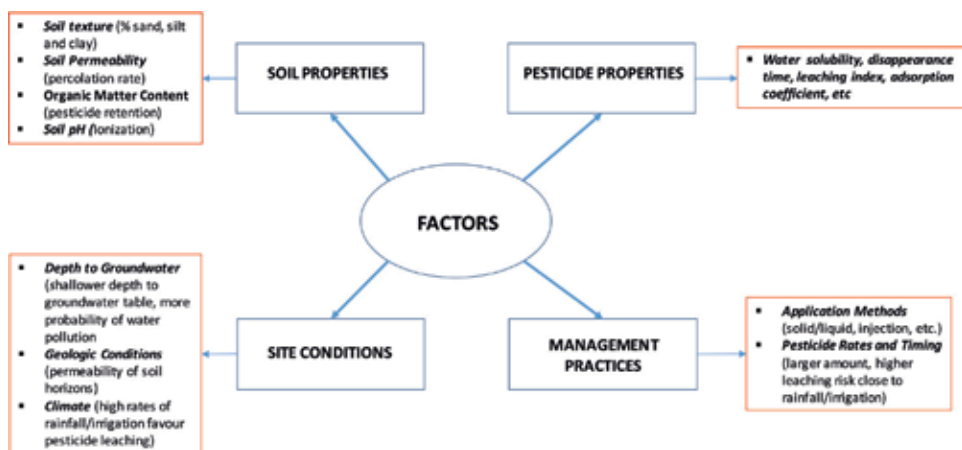 ▪ Soil texture (% sand, silt
and clay)
▪ Soil Permeability
(percolation rate)
▪ Organic Matter Content
(pesticide retention)
▪ Soil pH (Ionization)
SOIL PROPERTIES
PESTICIDE PROPERTIES
▪ Water solubility, disappearance
time, leaching index, adsorption
coefficient, etc
FACTORS
▪ Depth to Groundwater
(shallower depth to
groundwater table, more
probability of water
pollution
▪ Geologic Conditions
(permeability of soil
horizons)
▪ Climate (high rates of
rainfall/irrigation favour
pesticide leaching)
SITE CONDITIONS
MANAGEMENT
PRACTICES
▪ Application Methods
(solid/liquid, injection, etc.)
▪ Pesticide Rates and Timing
(larger amount, higher
leaching risk close to
rainfall/irrigation)